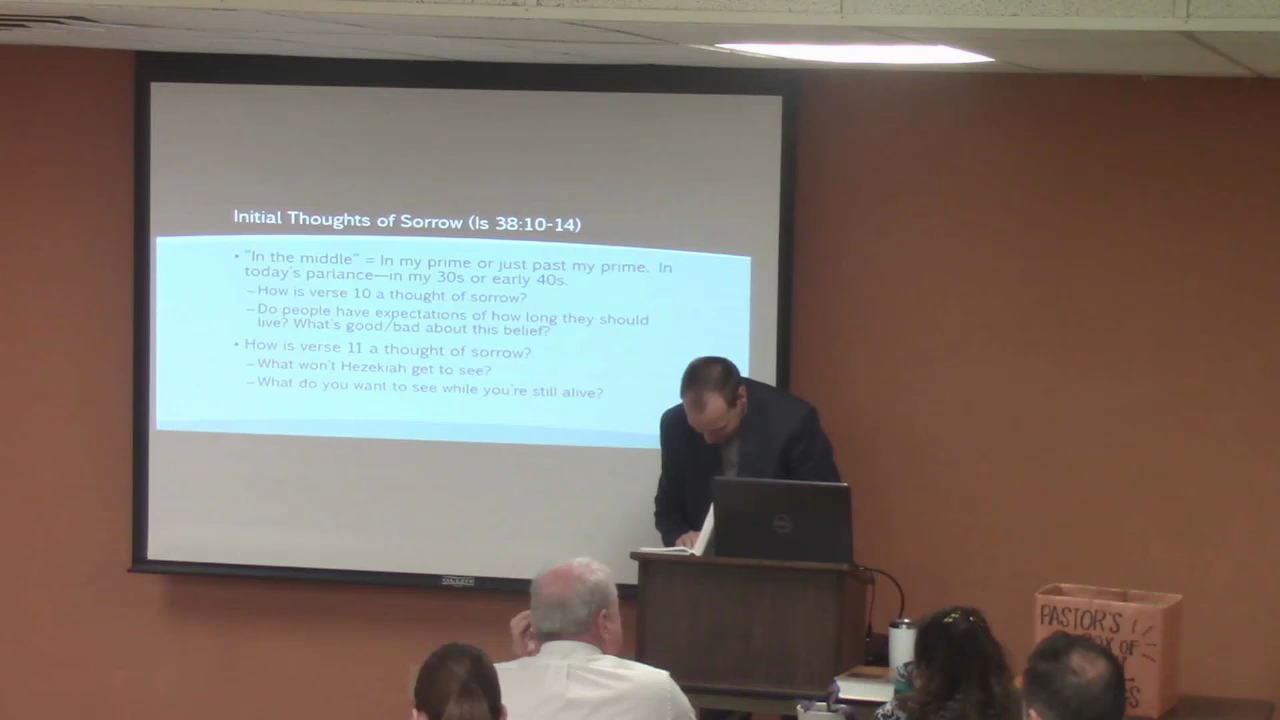 Initial Thoughts of Sorrow (Is 38:10-14)
• "In the middle" = In my prime or just past my prime. In
today's parlance—in my 30s or early 40s.
–How is verse 10 a thought of sorrow?
–Do people have expectations of how long they should
live? What's good/bad about this belief?
• How is verse 11 a thought of sorrow?
–What won't Hezekiah get to see?
–What do you want to see while you're still alive?
DELL
PASTOR'S
OF